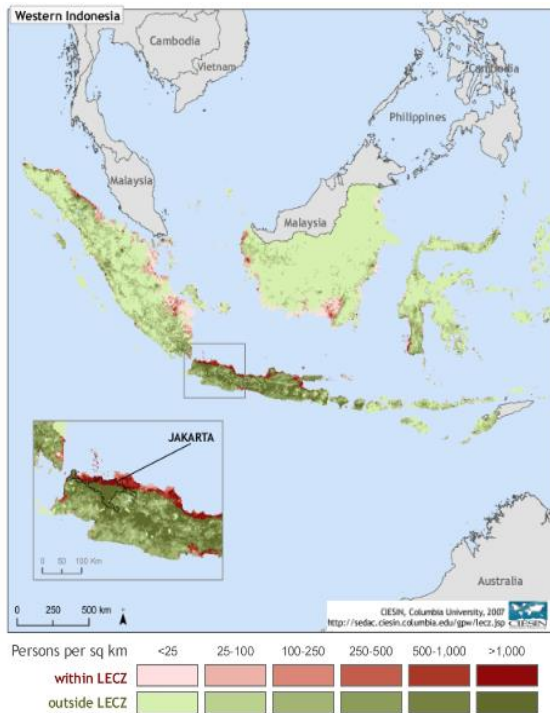 Western Indonesia
Cambodia
Vietnam
Cambodia
Philippines
Malaysia
Malaysia
JAKARTA
0 50 100 Km
Australia
0 250 500 km
CIESIN, Columbia University, 2007
http://sedac.ciesin.columbia.edu/gpw/lecz.jsp
CIESIN
Persons per sq km <25 25-100 100-250 250-500 500-1,000 >1,000
within LECZ
outside LECZ